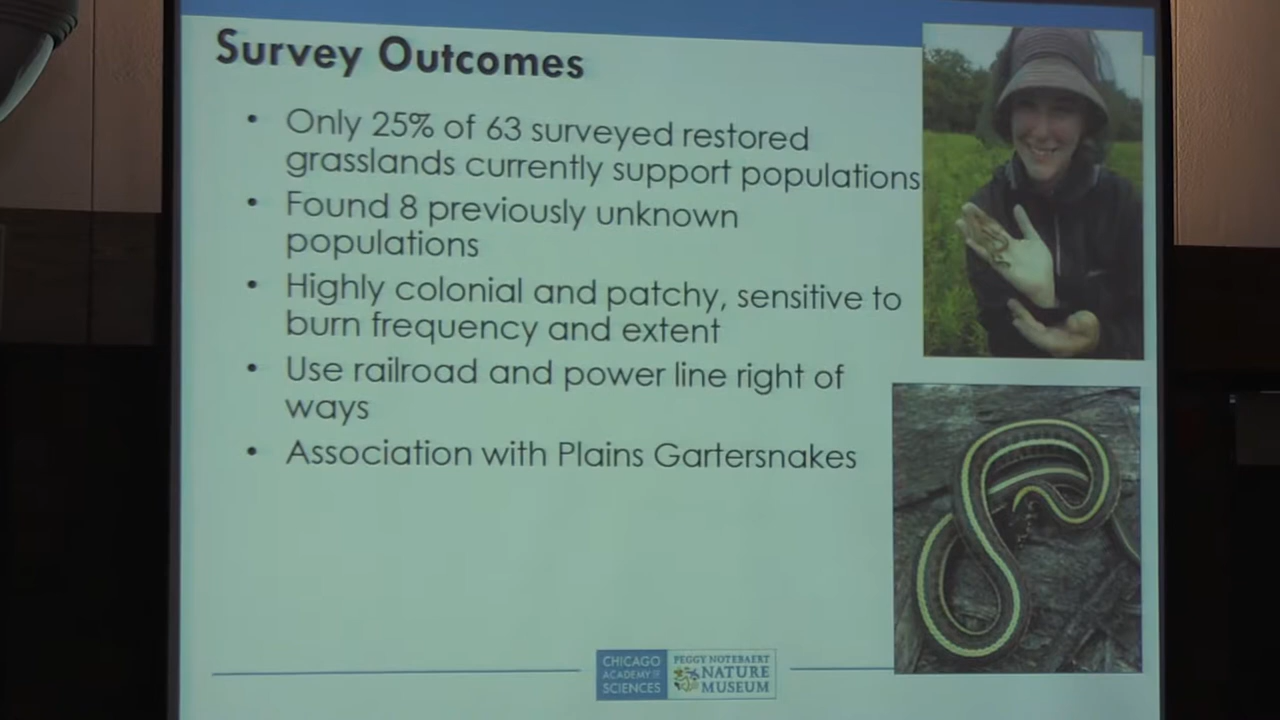 Survey Outcomes
• Only 25% of 63 surveyed restored
grasslands currently support populations
• Found 8 previously unknown
populations
• Highly colonial and patchy, sensitive to
burn frequency and extent
• Use railroad and power line right of
ways
• Association with Plains Gartersnakes
CHICAGO
ACADEMY OF
SCIENCES
PEGGY NOTEBAERT
NATURE
MUSEUM